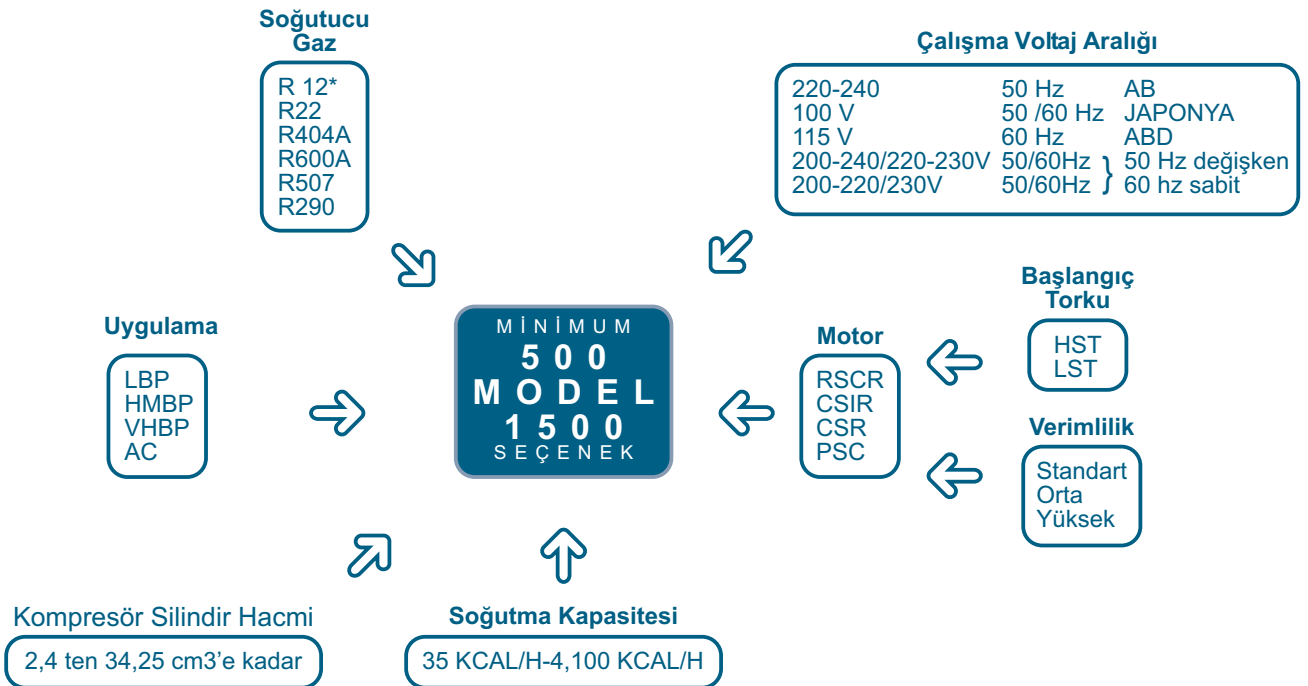 Soğutucu
Gaz
R 12*
R22
R404A
R600A
R507
R290
Çalışma Voltaj Aralığı
220-240 50 Hz AB
100 V 50 /60 Hz JAPONYA
115 V 60 Hz ABD
200-240/220-230V 50/60Hz } 50 Hz değişken
200-220/230V 50/60Hz } 60 hz sabit
Uygulama
LBP
HMBP
VHBP
AC
MİNİMUM
500
MODEL
1500
SEÇENEK
Motor
RSCR
CSIR
CSR
PSC
Başlangıç
Torku
HST
LST
Verimlilik
Standart
Orta
Yüksek
Kompresör Silindir Hacmi
2,4 ten 34,25 cm3’e kadar
Soğutma Kapasitesi
35 KCAL/H-4,100 KCAL/H